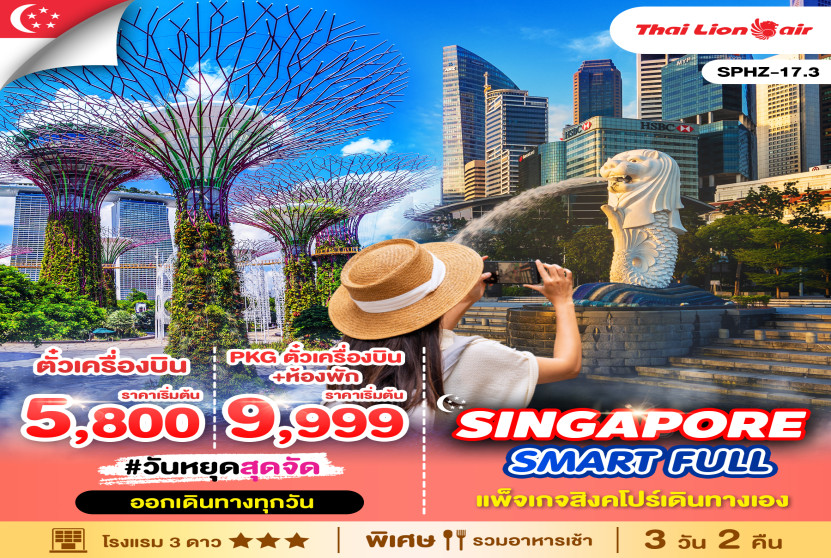 Thai Lion air
SPHZ-17.3
HSBC
ตั๋วเครื่องบิน
ราคาเริ่มต้น
5,800
PKG ตั๋วเครื่องบิน
+ห้องพัก
ราคาเริ่มต้น
9,999
#วันหยุดสุดจัด
ออกเดินทางทุกวัน
SINGAPORE
SMART FULL
แพ็จเกจสิงคโปร์เดินทางเอง
โรงแรม 3 ดาว
พิเศษ รวมอาหารเช้า
3 วัน 2 คืน